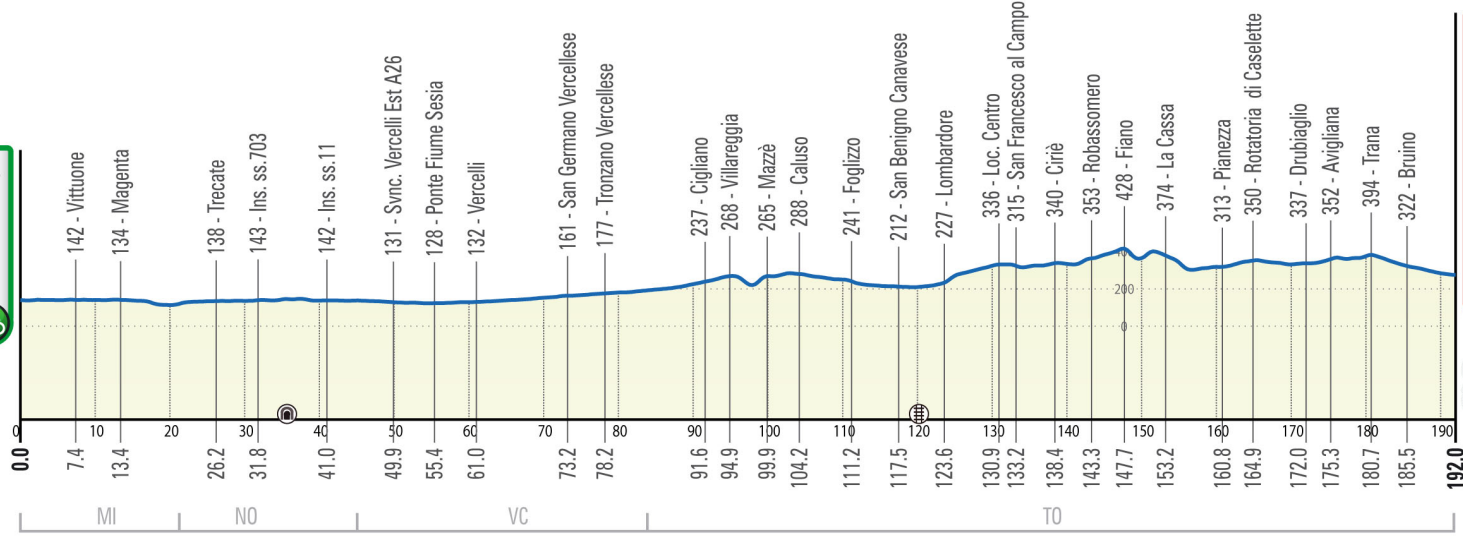 142 - Vittuone
134 - Magenta
138 - Trecate
143 - Ins. ss.703
142 - Ins. ss.11
131 - Svnc. Vercelli Est A26
128 - Ponte Fiume Sesia
132 - Vercelli
161 - San Germano Vercellese
177 - Tronzano Vercellese
237 - Cigliano
268 - Villareggia
265 - Mazzè
288 - Caluso
241 - Foglizzo
212 - San Benigno Canavese
227 - Lombardore
336 - Loc. Centro
315 - San Francesco al Campo
340 - Ciriè
353 - Robassomero
428 - Fiano
374 - La Cassa
313 - Pianezza
350 - Rotatoria di Caselette
337 - Drubiaglio
352 - Avigliana
394 - Trana
322 - Bruino
200
0
0 10 20 30 40 50 60 70 80 90 100 110 120 130 140 150 160 170 180 190
0.0 7.4 13.4 26.2 31.8 41.0 49.9 55.4 61.0 73.2 78.2 91.6 94.9 99.9 104.2 111.2 117.5 123.6 130.9 133.2 138.4 143.3 147.7 153.2 160.8 164.9 172.0 175.3 180.7 185.5 192.0
MI NO VC TO